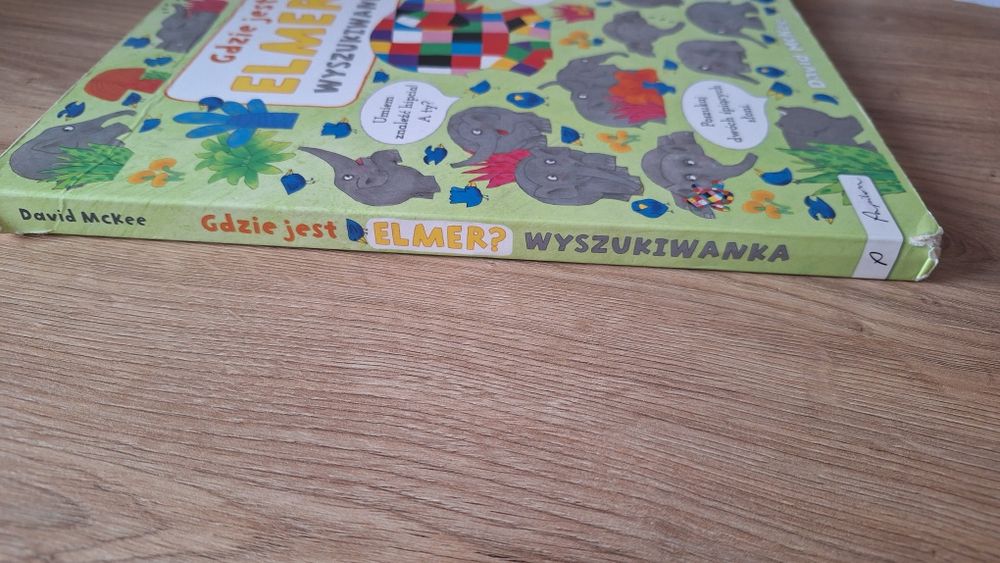 Gdzie jest
ELMER
WYSZUKIWAN
DAVID MCKEE
Umiem
znaleźć hipcia!
A ty?
Poszukaj
dwóch śpiących
słoni
David McKee
Gdzie jest
ELMER?
WYSZUKIWANKA
Papilon
P